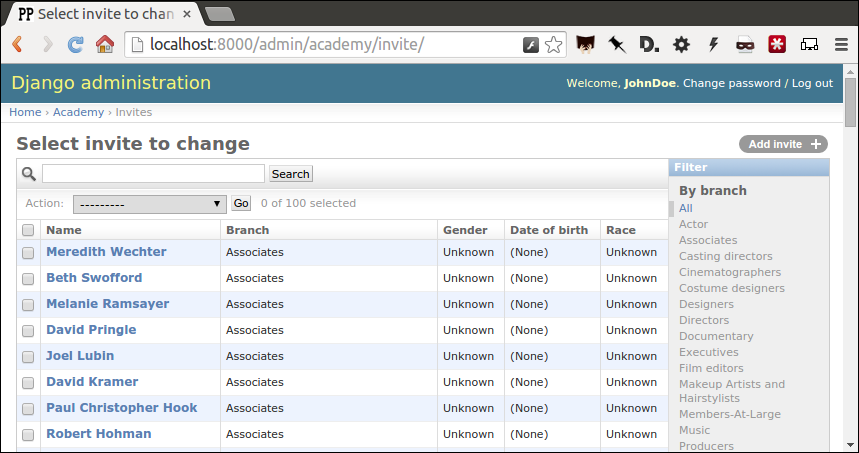 Select invite to chan
localhost:8000/admin/academy/invite/
Django administration
Welcome, JohnDoe. Change password / Log out
Home › Academy › Invites
Select invite to change
Add invite +
Search
Action: --------- Go 0 of 100 selected
Name Branch Gender Date of birth Race
Meredith Wechter Associates Unknown (None) Unknown
Beth Swofford Associates Unknown (None) Unknown
Melanie Ramsayer Associates Unknown (None) Unknown
David Pringle Associates Unknown (None) Unknown
Joel Lubin Associates Unknown (None) Unknown
David Kramer Associates Unknown (None) Unknown
Paul Christopher Hook Associates Unknown (None) Unknown
Robert Hohman Associates Unknown (None) Unknown
Filter
By branch
All
Actor
Associates
Casting directors
Cinematographers
Costume designers
Designers
Directors
Documentary
Executives
Film editors
Makeup Artists and
Hairstylists
Members-At-Large
Music
Producers